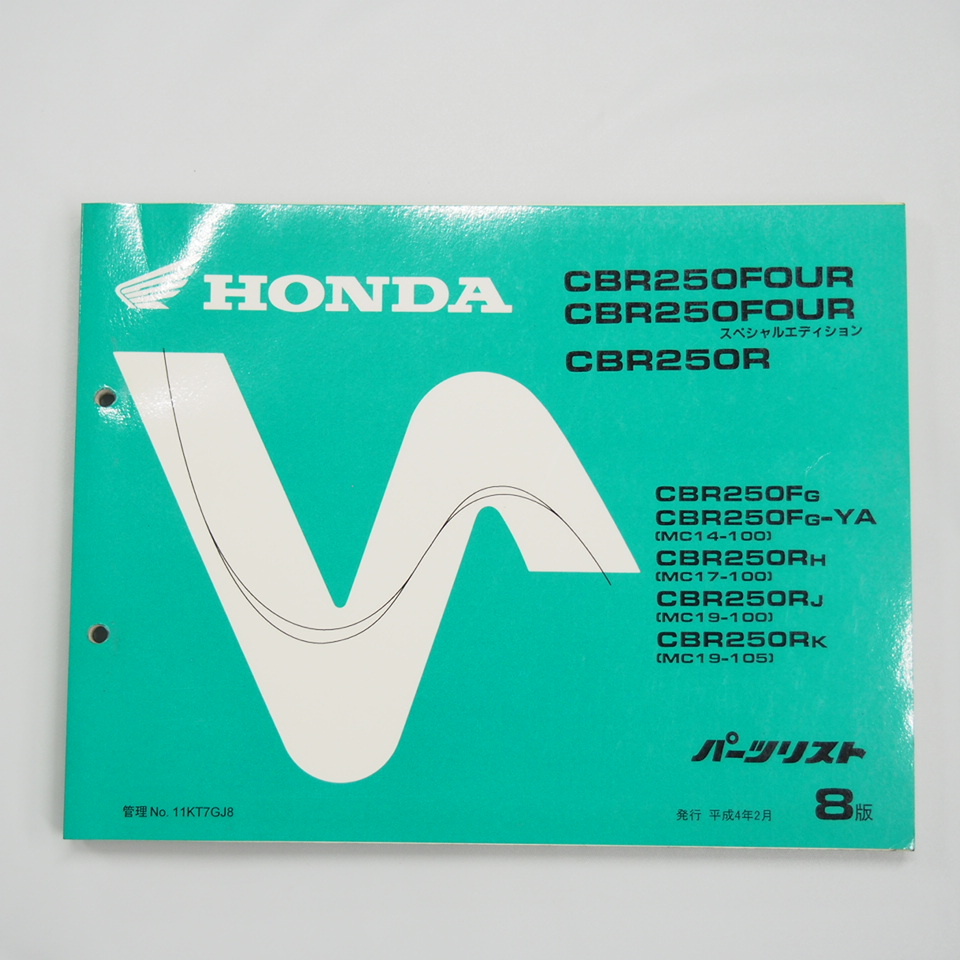 HONDA
CBR250FOUR
CBR250FOUR
スペシャルエディション
CBR250R
CBR250FG
CBR250FG-YA
(MC14-100)
CBR250RH
(MC17-100)
CBR250RJ
(MC19-100)
CBR250RK
(MC19-105)
パーツリスト
管理No. 11KT7GJ8
発行 平成4年2月
8版